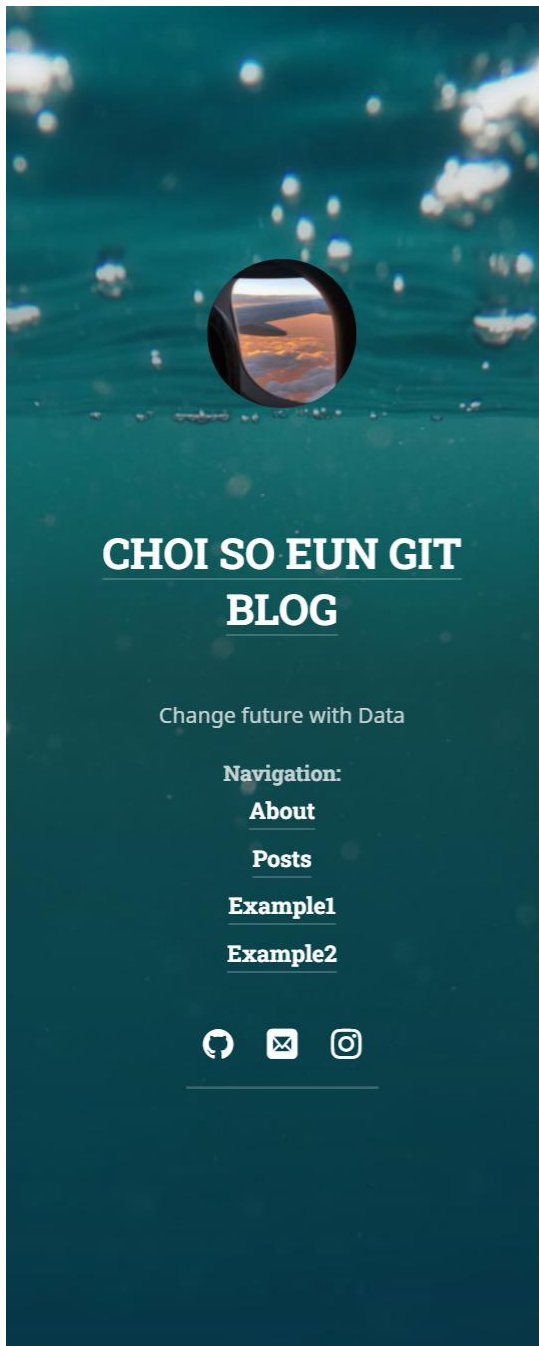 CHOI SO EUN GIT
BLOG
Change future with Data
Navigation:
About
Posts
Example1
Example2